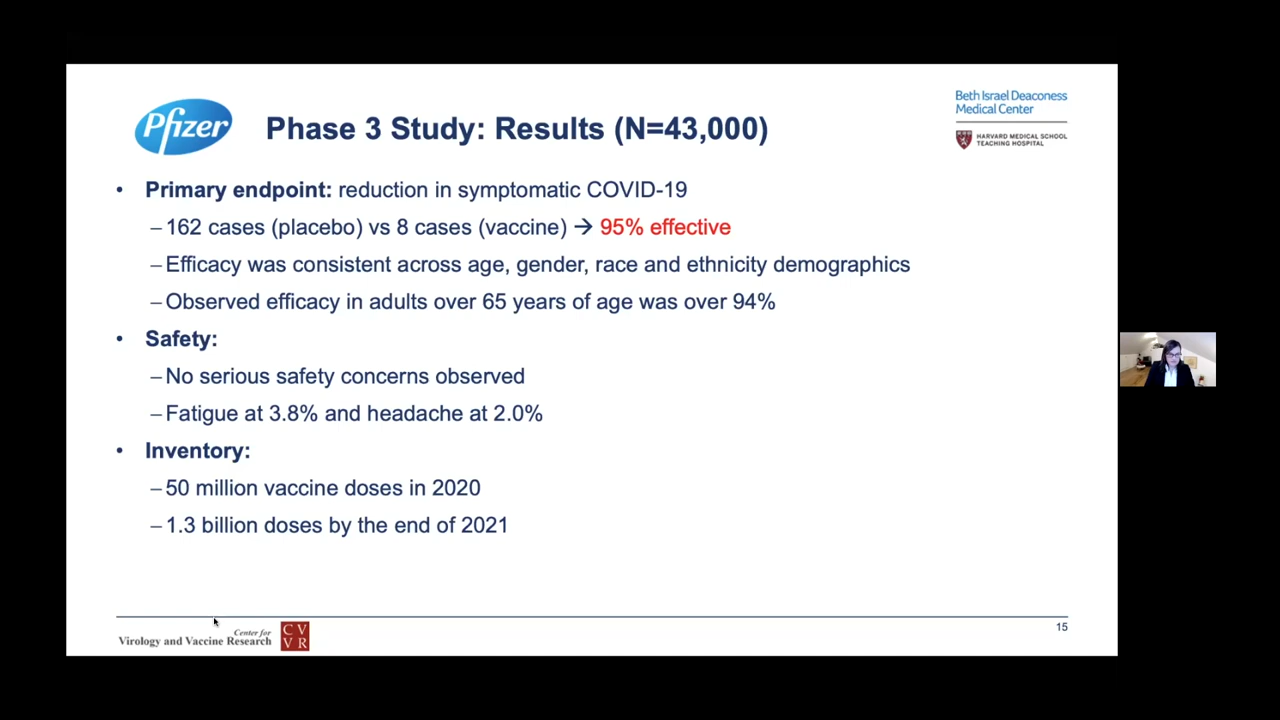 Pfizer
Phase 3 Study: Results (N=43,000)
Beth Israel Deaconess
Medical Center
HARVARD MEDICAL SCHOOL
TEACHING HOSPITAL
• Primary endpoint: reduction in symptomatic COVID-19
– 162 cases (placebo) vs 8 cases (vaccine) → 95% effective
– Efficacy was consistent across age, gender, race and ethnicity demographics
– Observed efficacy in adults over 65 years of age was over 94%
• Safety:
– No serious safety concerns observed
– Fatigue at 3.8% and headache at 2.0%
• Inventory:
– 50 million vaccine doses in 2020
– 1.3 billion doses by the end of 2021
Center for
Virology and Vaccine Research
C V
V R
15